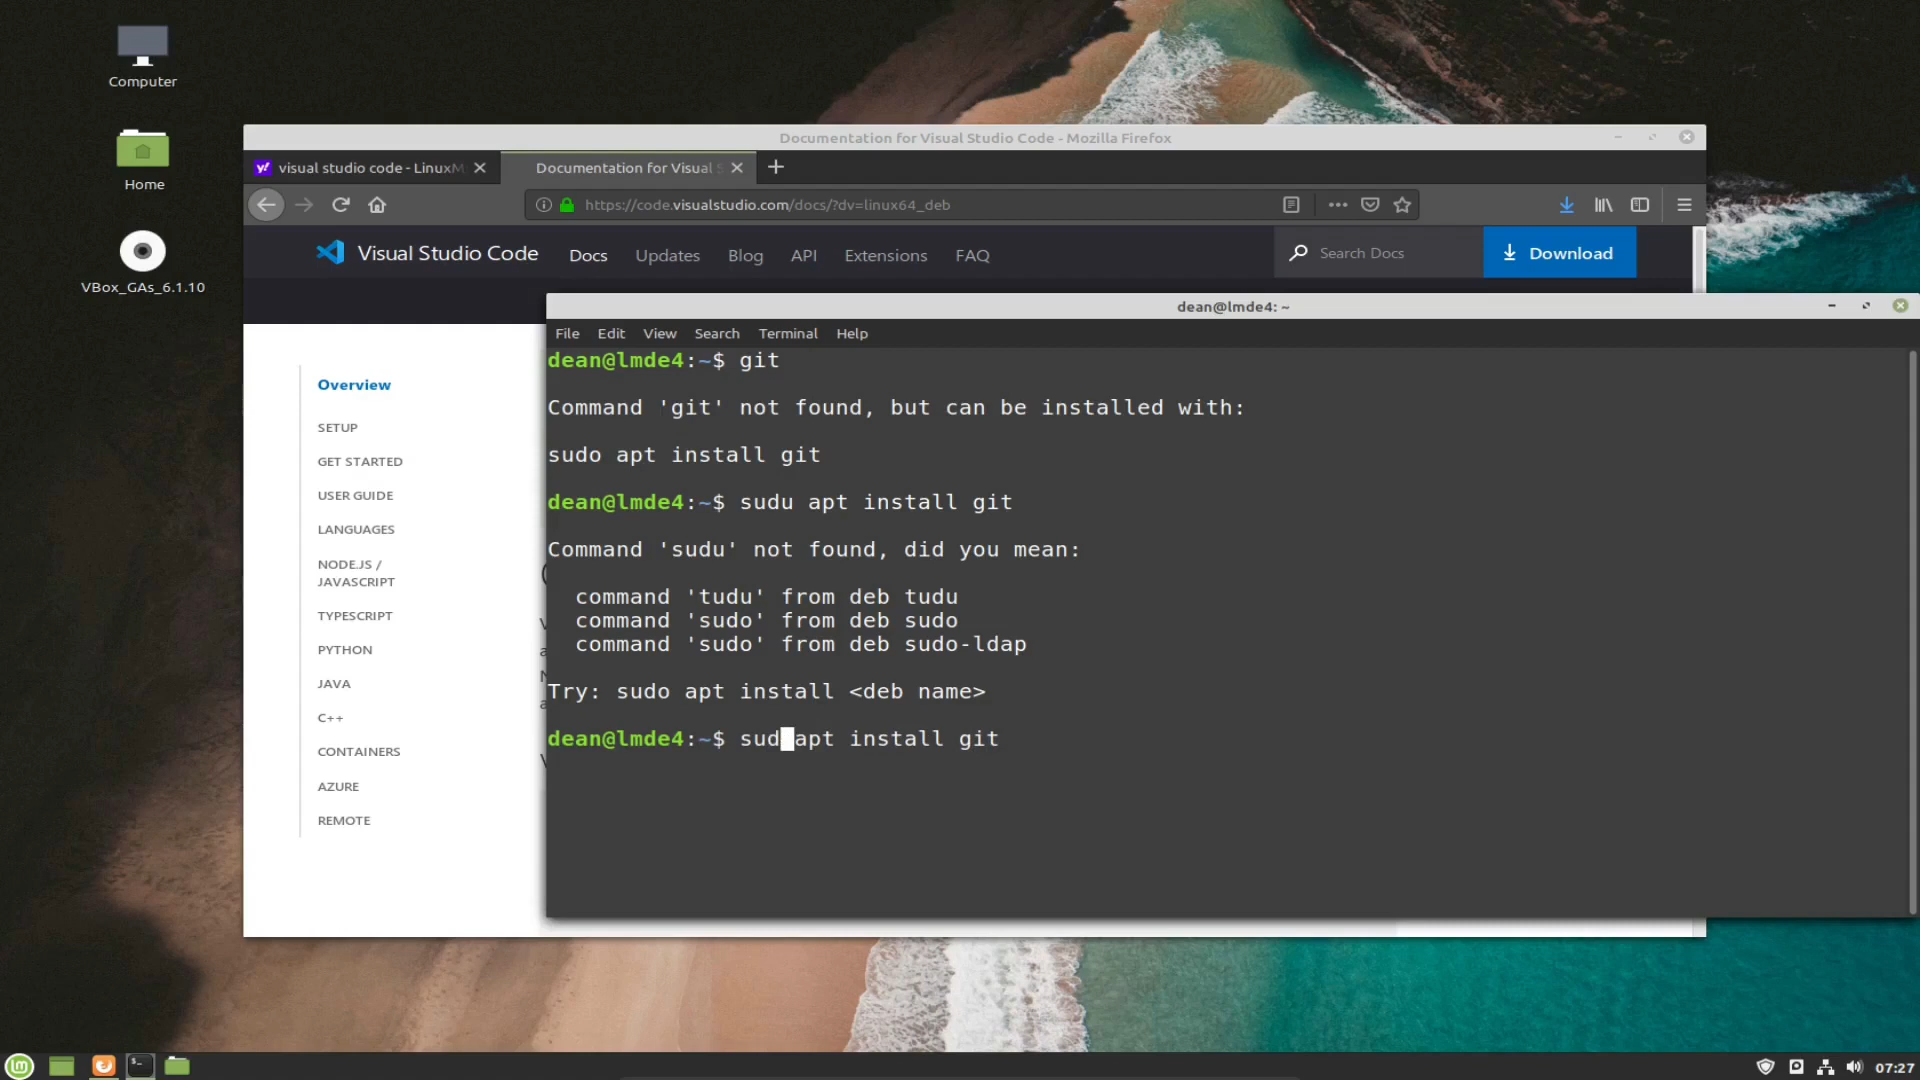 Computer
Home
VBox_GAs_6.1.10
Documentation for Visual Studio Code - Mozilla Firefox
visual studio code - LinuxM
Documentation for Visual S
https://code.visualstudio.com/docs/?dv=linux64_deb
Visual Studio Code
Docs
Updates
Blog
API
Extensions
FAQ
Search Docs
Download
Overview
SETUP
GET STARTED
USER GUIDE
LANGUAGES
NODE.JS /
JAVASCRIPT
TYPESCRIPT
PYTHON
JAVA
C++
CONTAINERS
AZURE
REMOTE
dean@lmde4: ~
File Edit View Search Terminal Help
dean@lmde4:~$ git
Command 'git' not found, but can be installed with:
sudo apt install git
dean@lmde4:~$ sudu apt install git
Command 'sudu' not found, did you mean:
command 'tudu' from deb tudu
command 'sudo' from deb sudo
command 'sudo' from deb sudo-ldap
Try: sudo apt install <deb name>
dean@lmde4:~$ sud apt install git
07:27